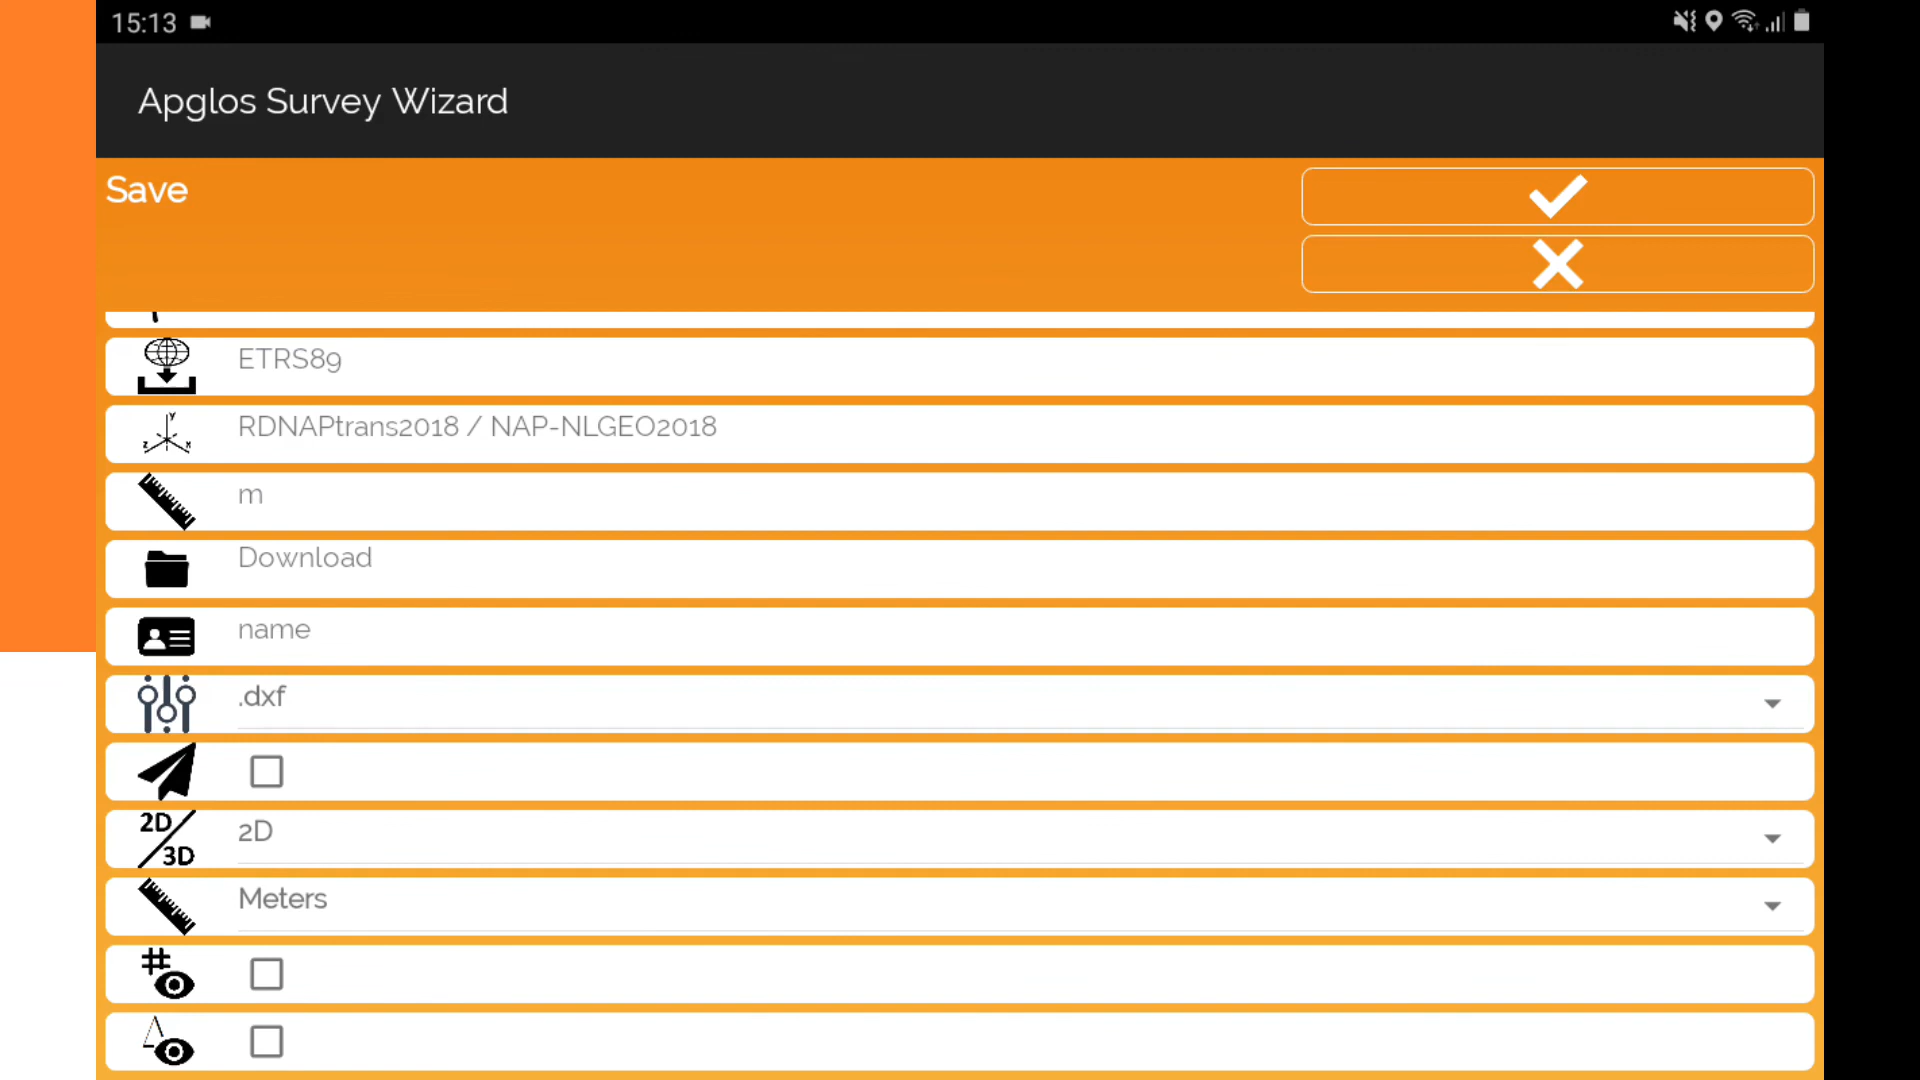 15:13
Apglos Survey Wizard
Save
ETRS89
Y
Z X
RDNAPtrans2018 / NAP-NLGEO2018
m
Download
name
.dxf
2D/3D
2D
Meters
#